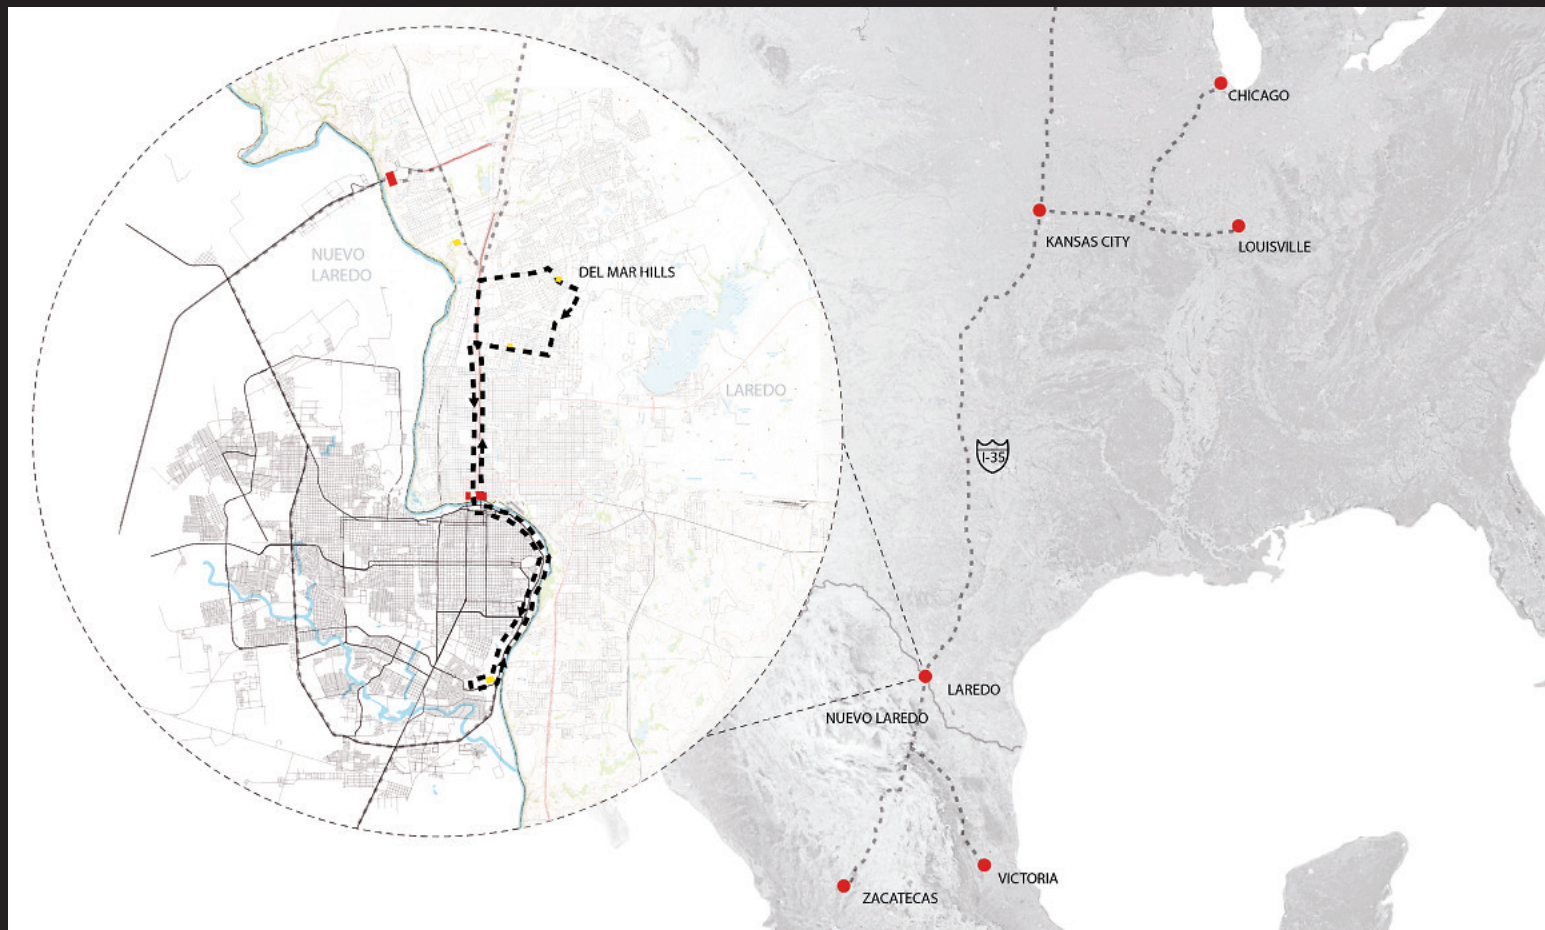 CHICAGO
KANSAS CITY
LOUISVILLE
NUEVO
LAREDO
DEL MAR HILLS
LAREDO
I-35
LAREDO
NUEVO LAREDO
VICTORIA
ZACATECAS